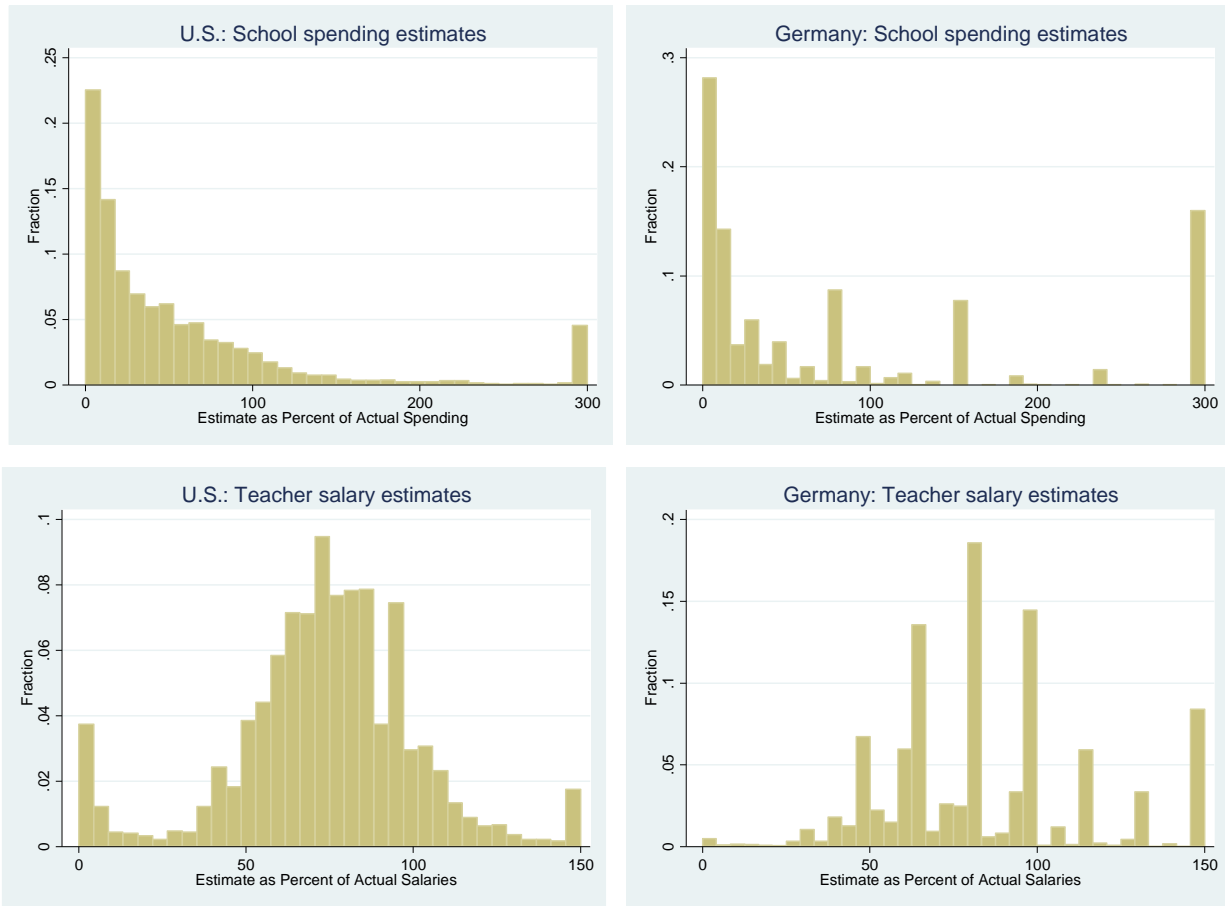 U.S.: School spending estimates
.25
.2
.15
.1
.05
0
Fraction
0 100 200 300
Estimate as Percent of Actual Spending
Germany: School spending estimates
.3
.2
.1
0
Fraction
0 100 200 300
Estimate as Percent of Actual Spending
U.S.: Teacher salary estimates
.1
.08
.06
.04
.02
0
Fraction
0 50 100 150
Estimate as Percent of Actual Salaries
Germany: Teacher salary estimates
.2
.15
.1
.05
0
Fraction
0 50 100 150
Estimate as Percent of Actual Salaries